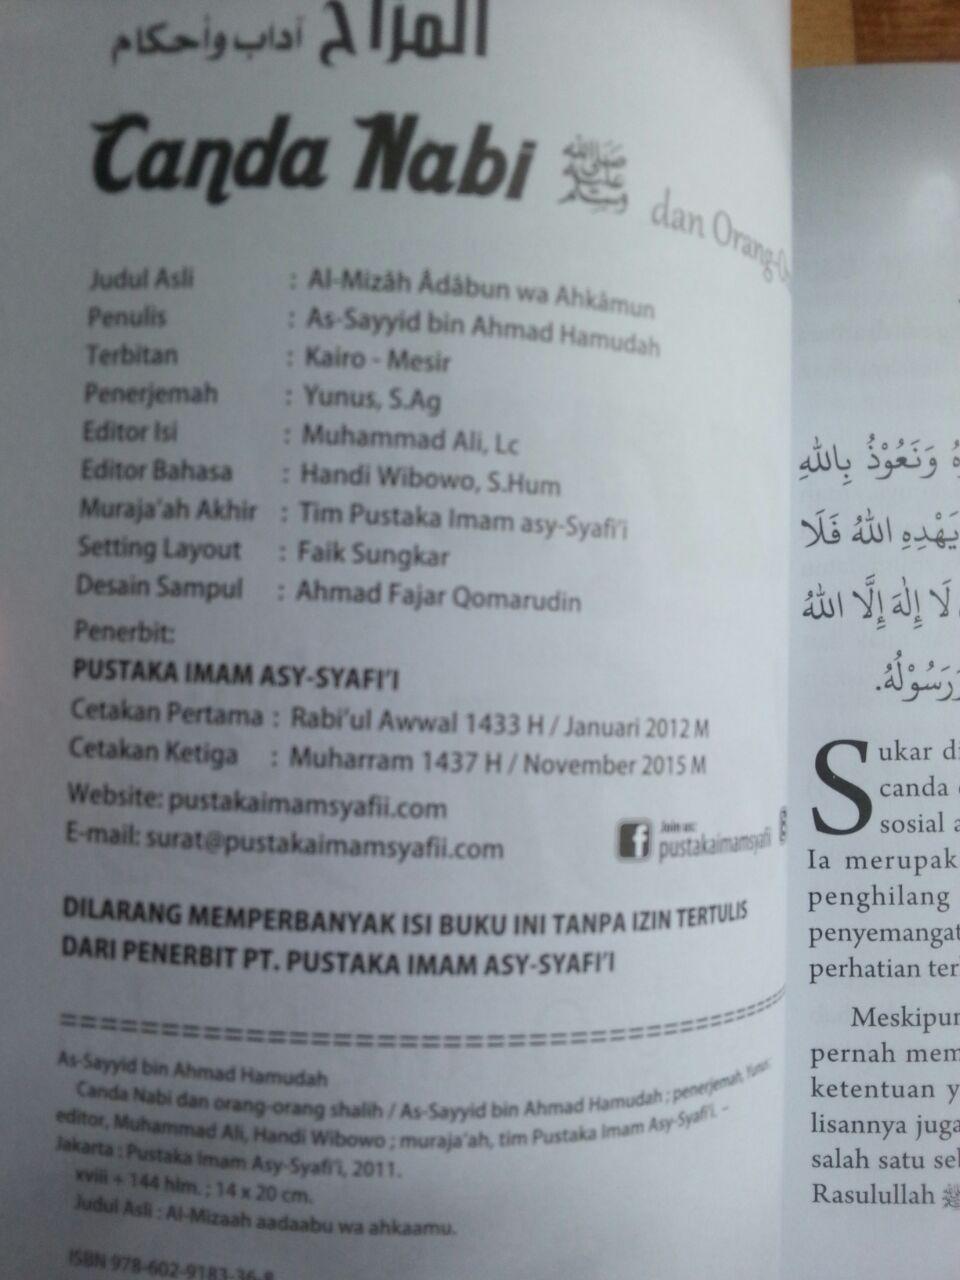 المزاح آداب وأحكام
Canda Nabi ﷺ
dan Orang-O
Judul Asli : Al-Mizâh Âdâbun wa Ahkâmun
Penulis : As-Sayyid bin Ahmad Hamudah
Terbitan : Kairo - Mesir
Penerjemah : Yunus, S.Ag
Editor Isi : Muhammad Ali, Lc
Editor Bahasa : Handi Wibowo, S.Hum
Muraja'ah Akhir : Tim Pustaka Imam asy-Syafi'i
Setting Layout : Faik Sungkar
Desain Sampul : Ahmad Fajar Qomarudin
Penerbit:
PUSTAKA IMAM ASY-SYAFI'I
Cetakan Pertama : Rabi'ul Awwal 1433 H / Januari 2012 M
Cetakan Ketiga : Muharram 1437 H / November 2015 M
Website: pustakaimamsyafii.com
E-mail: surat@pustakaimamsyafii.com
Join us:
pustakaimamsyafii
DILARANG MEMPERBANYAK ISI BUKU INI TANPA IZIN TERTULIS
DARI PENERBIT PT. PUSTAKA IMAM ASY-SYAFI'I
As-Sayyid bin Ahmad Hamudah
Canda Nabi dan orang-orang shalih / As-Sayyid bin Ahmad Hamudah ; penerjemah, Yunus;
editor, Muhammad Ali, Handi Wibowo ; muraja'ah, tim Pustaka Imam Asy-Syafi'i. –
Jakarta : Pustaka Imam Asy-Syafi'i, 2011.
xviii + 144 hlm. ; 14 x 20 cm.
Judul Asli : Al-Mizaah aadaabu wa ahkaamu.
ISBN 978-602-9183-36-8
وَنَعُوْذُ بِاللهِ
يَهْدِهِ اللهُ فَلَا
لَا إِلٰهَ إِلَّا اللهُ
وَرَسُوْلُهُ.
Sukar di
canda
sosial a
Ia merupak
penghilang
penyemangat
perhatian ter
Meskipun
pernah mem
ketentuan y
lisannya juga
salah satu se
Rasulullah ﷺ